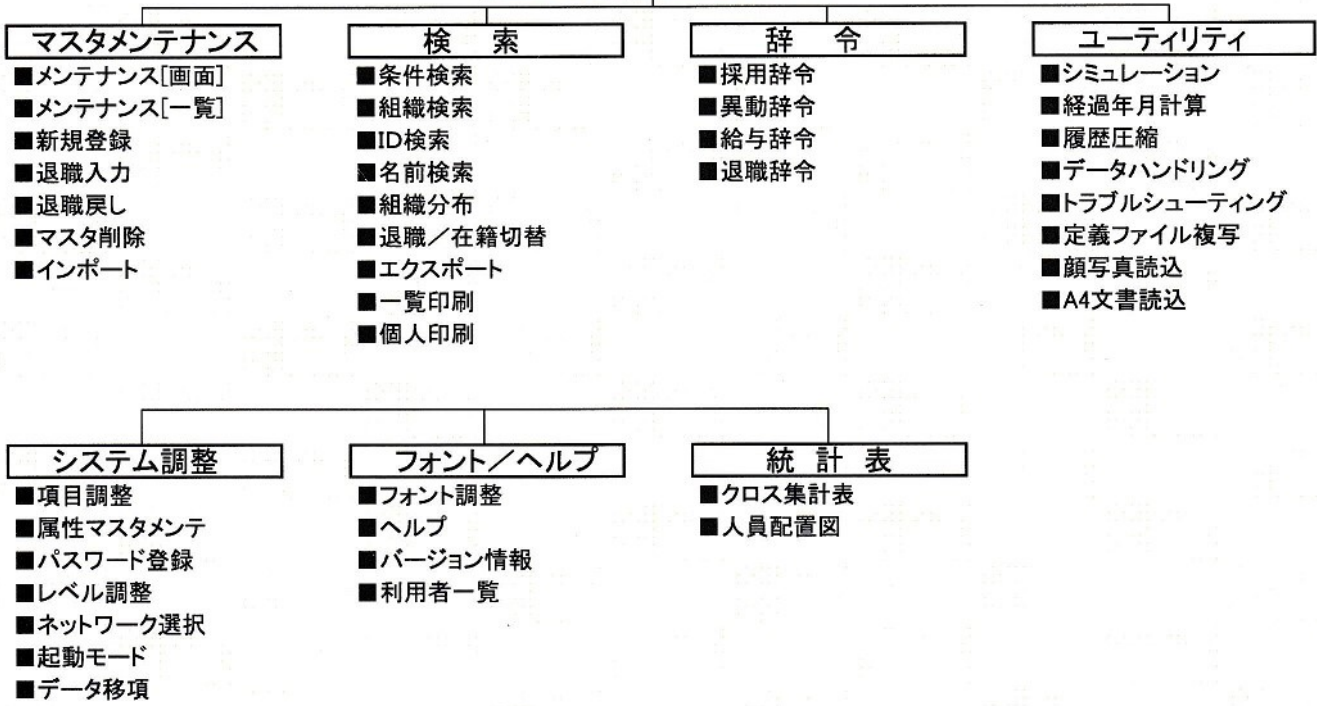 マスタメンテナンス
■メンテナンス[画面]
■メンテナンス[一覧]
■新規登録
■退職入力
■退職戻し
■マスタ削除
■インポート
検 索
■条件検索
■組織検索
■ID検索
■名前検索
■組織分布
■退職／在籍切替
■エクスポート
■一覧印刷
■個人印刷
辞 令
■採用辞令
■異動辞令
■給与辞令
■退職辞令
ユーティリティ
■シミュレーション
■経過年月計算
■履歴圧縮
■データハンドリング
■トラブルシューティング
■定義ファイル複写
■顔写真読込
■A4文書読込
システム調整
■項目調整
■属性マスタメンテ
■パスワード登録
■レベル調整
■ネットワーク選択
■起動モード
■データ移項
フォント／ヘルプ
■フォント調整
■ヘルプ
■バージョン情報
■利用者一覧
統 計 表
■クロス集計表
■人員配置図